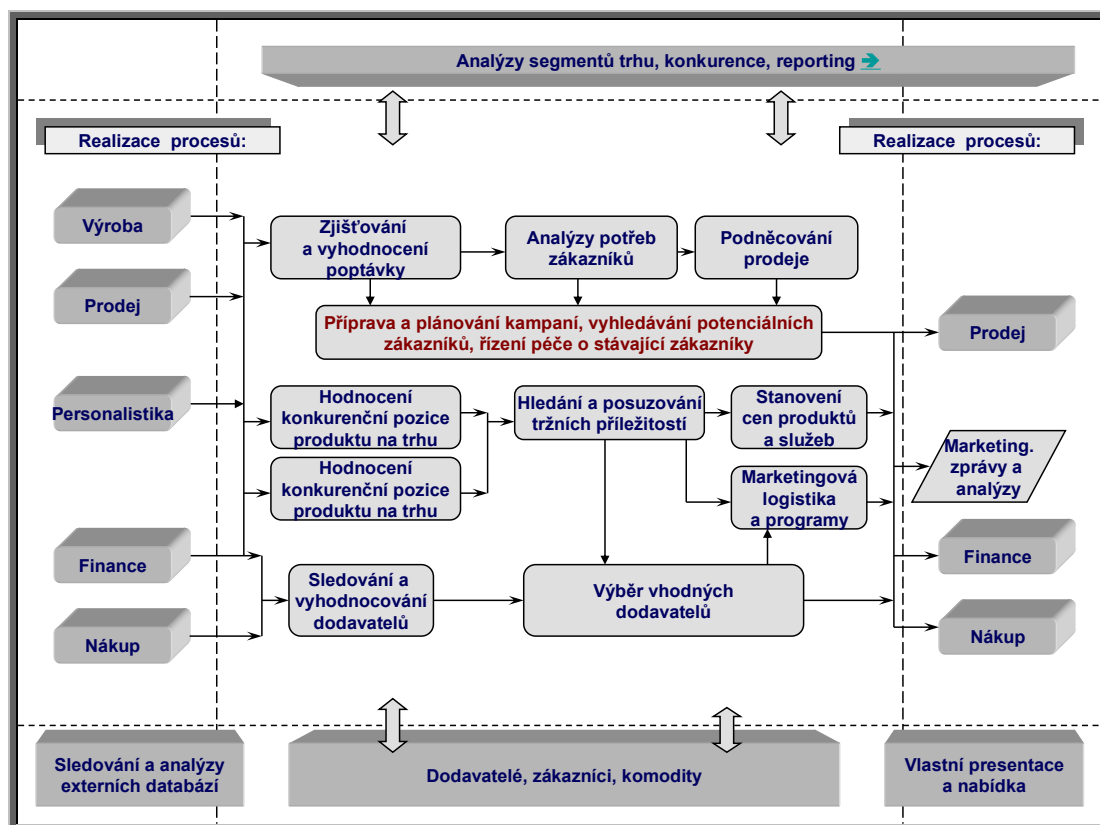 Analýzy segmentů trhu, konkurence, reporting ➔
Realizace procesů:
Realizace procesů:
Výroba
Prodej
Personalistika
Finance
Nákup
Zjišťování
a vyhodnocení
poptávky
Analýzy potřeb
zákazníků
Podněcování
prodeje
Příprava a plánování kampaní, vyhledávání potenciálních
zákazníků, řízení péče o stávající zákazníky
Hodnocení
konkurenční pozice
produktu na trhu
Hodnocení
konkurenční pozice
produktu na trhu
Hledání a posuzování
tržních příležitostí
Stanovení
cen produktů
a služeb
Marketingová
logistika
a programy
Sledování a
vyhodnocování
dodavatelů
Výběr vhodných
dodavatelů
Prodej
Marketing.
zprávy a
analýzy
Finance
Nákup
Sledování a analýzy
externích databází
Dodavatelé, zákazníci, komodity
Vlastní presentace
a nabídka